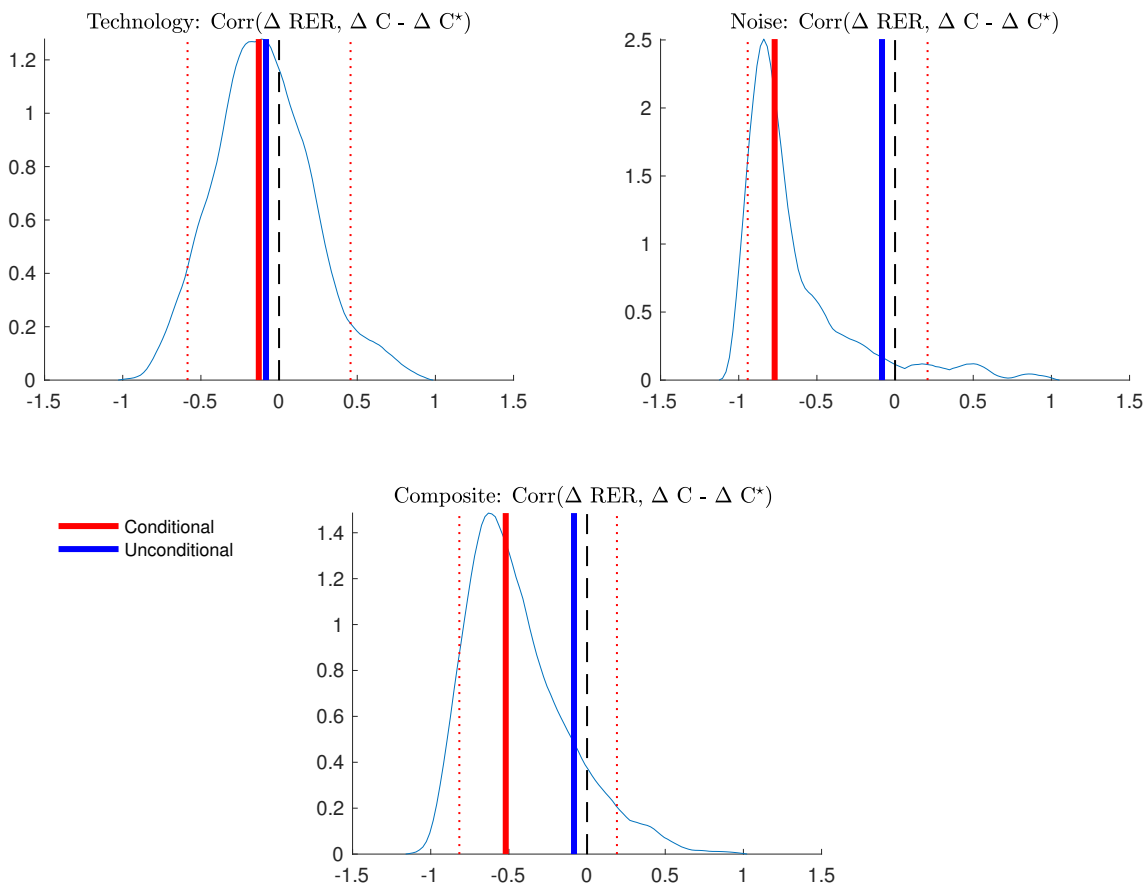 Technology: Corr(Δ RER, Δ C - Δ C⋆)
1.2
1
0.8
0.6
0.4
0.2
0
-1.5 -1 -0.5 0 0.5 1 1.5
Noise: Corr(Δ RER, Δ C - Δ C⋆)
2.5
2
1.5
1
0.5
0
-1.5 -1 -0.5 0 0.5 1 1.5
Conditional
Unconditional
Composite: Corr(Δ RER, Δ C - Δ C⋆)
1.4
1.2
1
0.8
0.6
0.4
0.2
0
-1.5 -1 -0.5 0 0.5 1 1.5